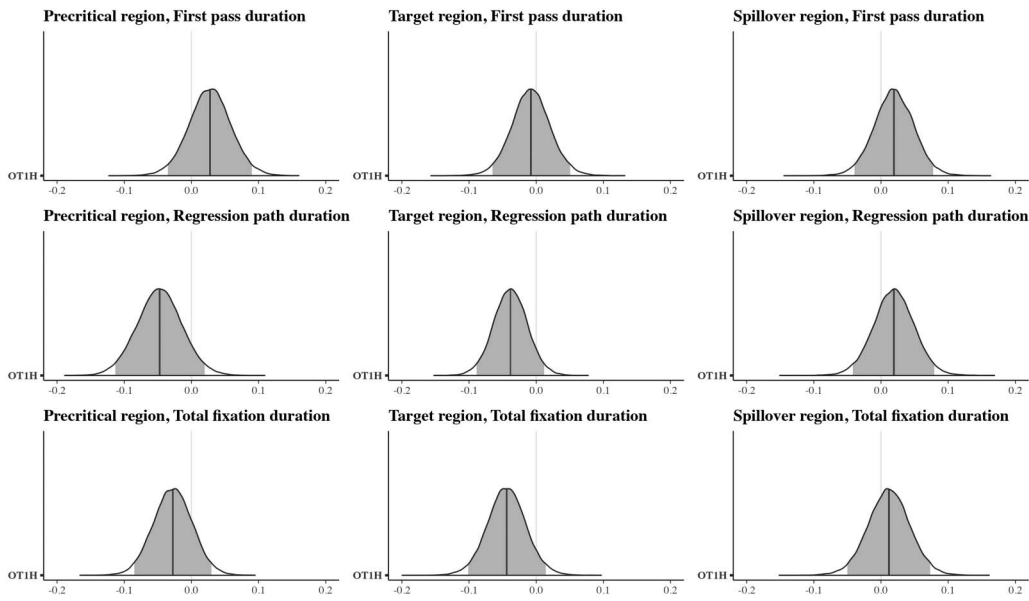 Precritical region, First pass duration
Target region, First pass duration
Spillover region, First pass duration
OT1H
OT1H
OT1H
-0.2 -0.1 0.0 0.1 0.2
-0.2 -0.1 0.0 0.1 0.2
-0.2 -0.1 0.0 0.1 0.2
Precritical region, Regression path duration
Target region, Regression path duration
Spillover region, Regression path duration
OT1H
OT1H
OT1H
-0.2 -0.1 0.0 0.1 0.2
-0.2 -0.1 0.0 0.1 0.2
-0.2 -0.1 0.0 0.1 0.2
Precritical region, Total fixation duration
Target region, Total fixation duration
Spillover region, Total fixation duration
OT1H
OT1H
OT1H
-0.2 -0.1 0.0 0.1 0.2
-0.2 -0.1 0.0 0.1 0.2
-0.2 -0.1 0.0 0.1 0.2